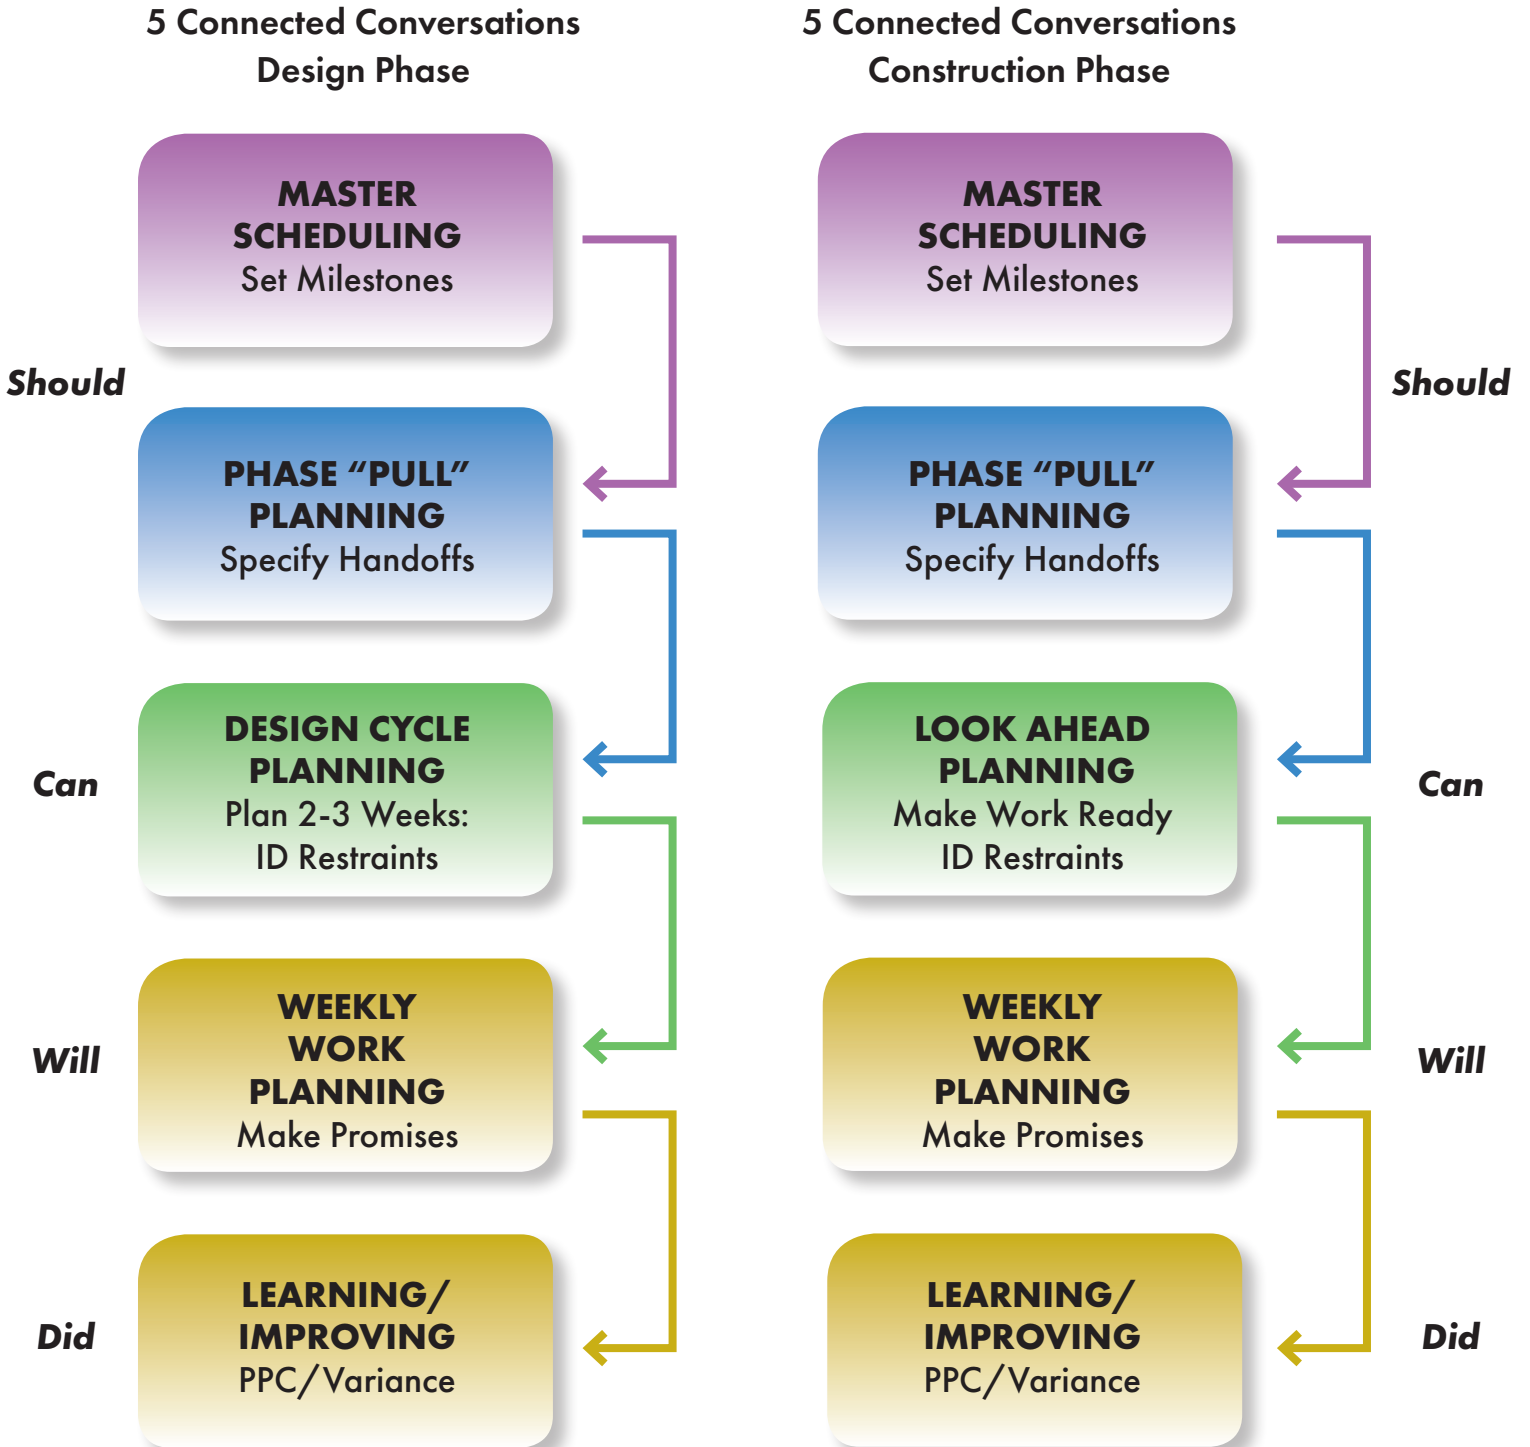 5 Connected Conversations
Design Phase
MASTER
SCHEDULING
Set Milestones
Should
PHASE “PULL”
PLANNING
Specify Handoffs
DESIGN CYCLE
PLANNING
Plan 2-3 Weeks:
ID Restraints
Can
WEEKLY
WORK
PLANNING
Make Promises
Will
LEARNING/
IMPROVING
PPC/Variance
Did
5 Connected Conversations
Construction Phase
MASTER
SCHEDULING
Set Milestones
Should
PHASE “PULL”
PLANNING
Specify Handoffs
LOOK AHEAD
PLANNING
Make Work Ready
ID Restraints
Can
WEEKLY
WORK
PLANNING
Make Promises
Will
LEARNING/
IMPROVING
PPC/Variance
Did